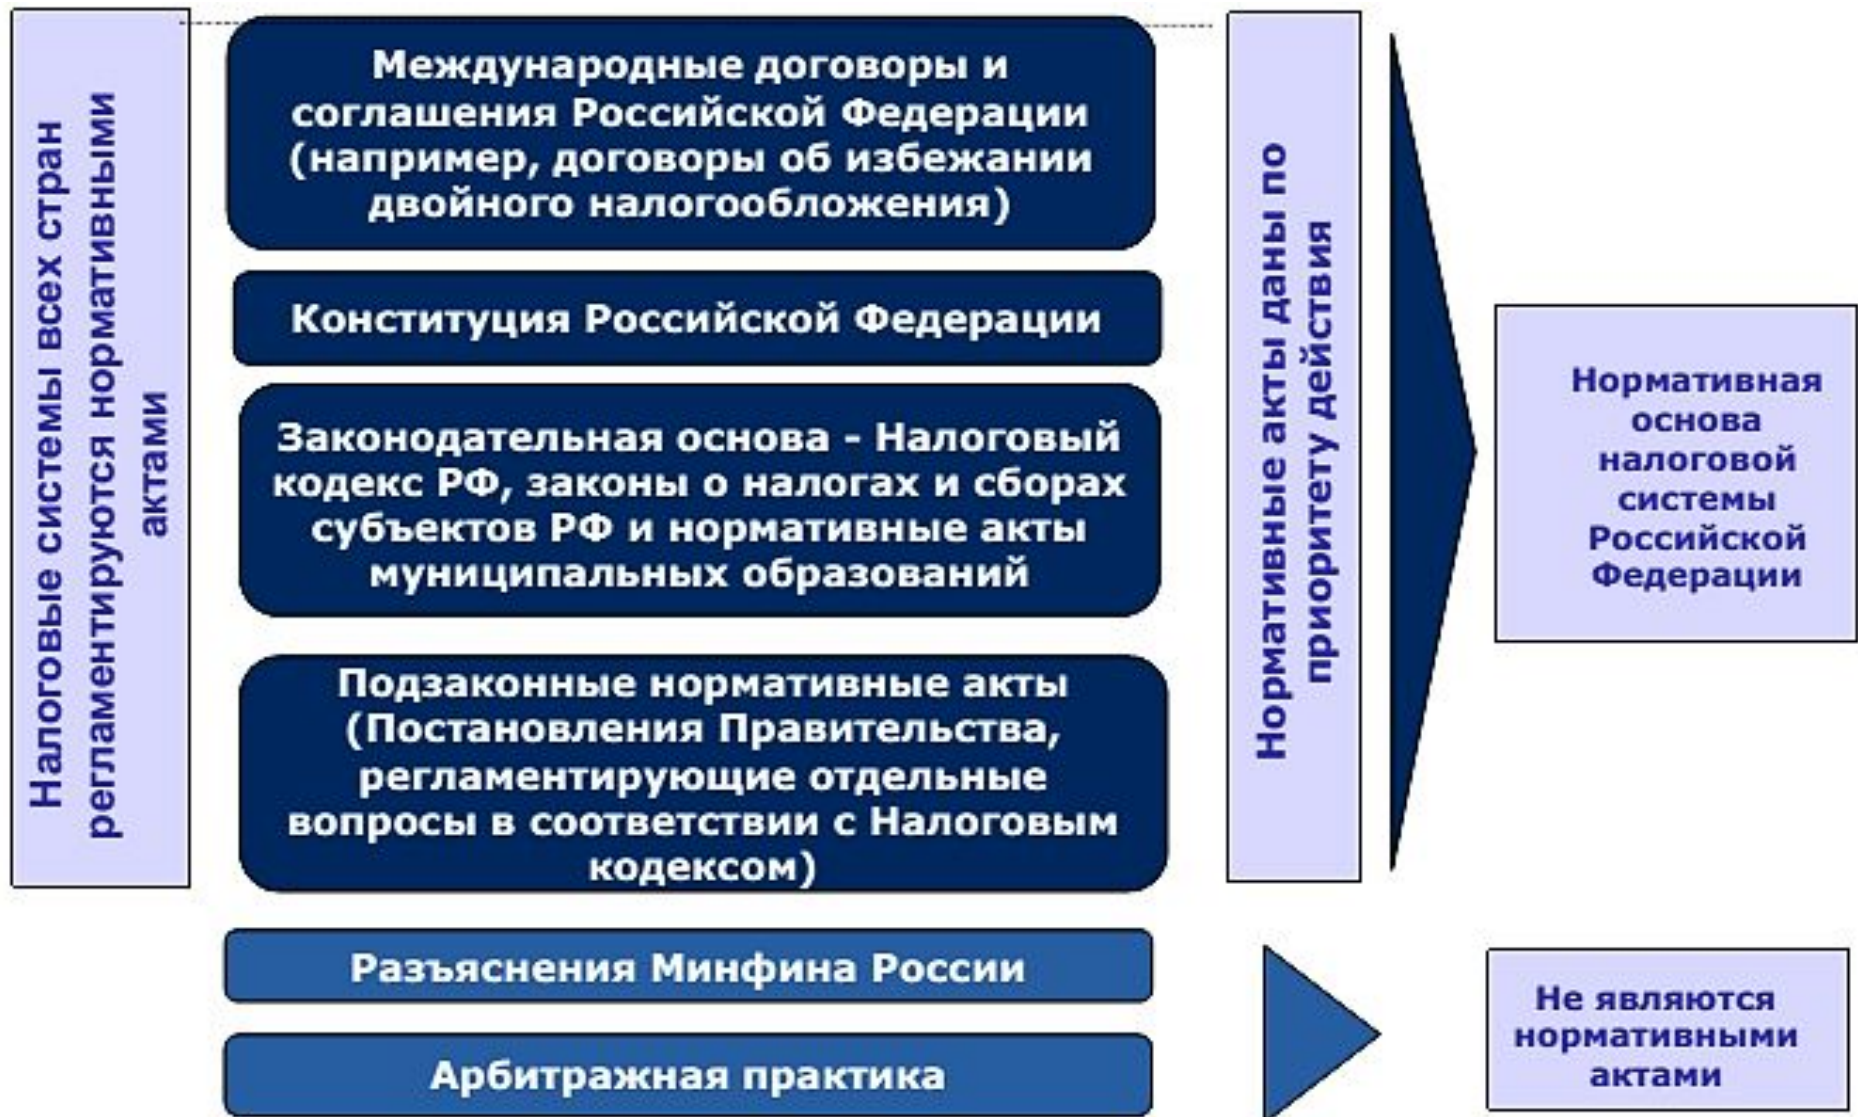 Налоговые системы всех стран
регламентируются нормативными
актами
Международные договоры и
соглашения Российской Федерации
(например, договоры об избежании
двойного налогообложения)
Конституция Российской Федерации
Законодательная основа - Налоговый
кодекс РФ, законы о налогах и сборах
субъектов РФ и нормативные акты
муниципальных образований
Подзаконные нормативные акты
(Постановления Правительства,
регламентирующие отдельные
вопросы в соответствии с Налоговым
кодексом)
Разъяснения Минфина России
Арбитражная практика
Нормативные акты даны по
приоритету действия
Нормативная
основа
налоговой
системы
Российской
Федерации
Не являются
нормативными
актами